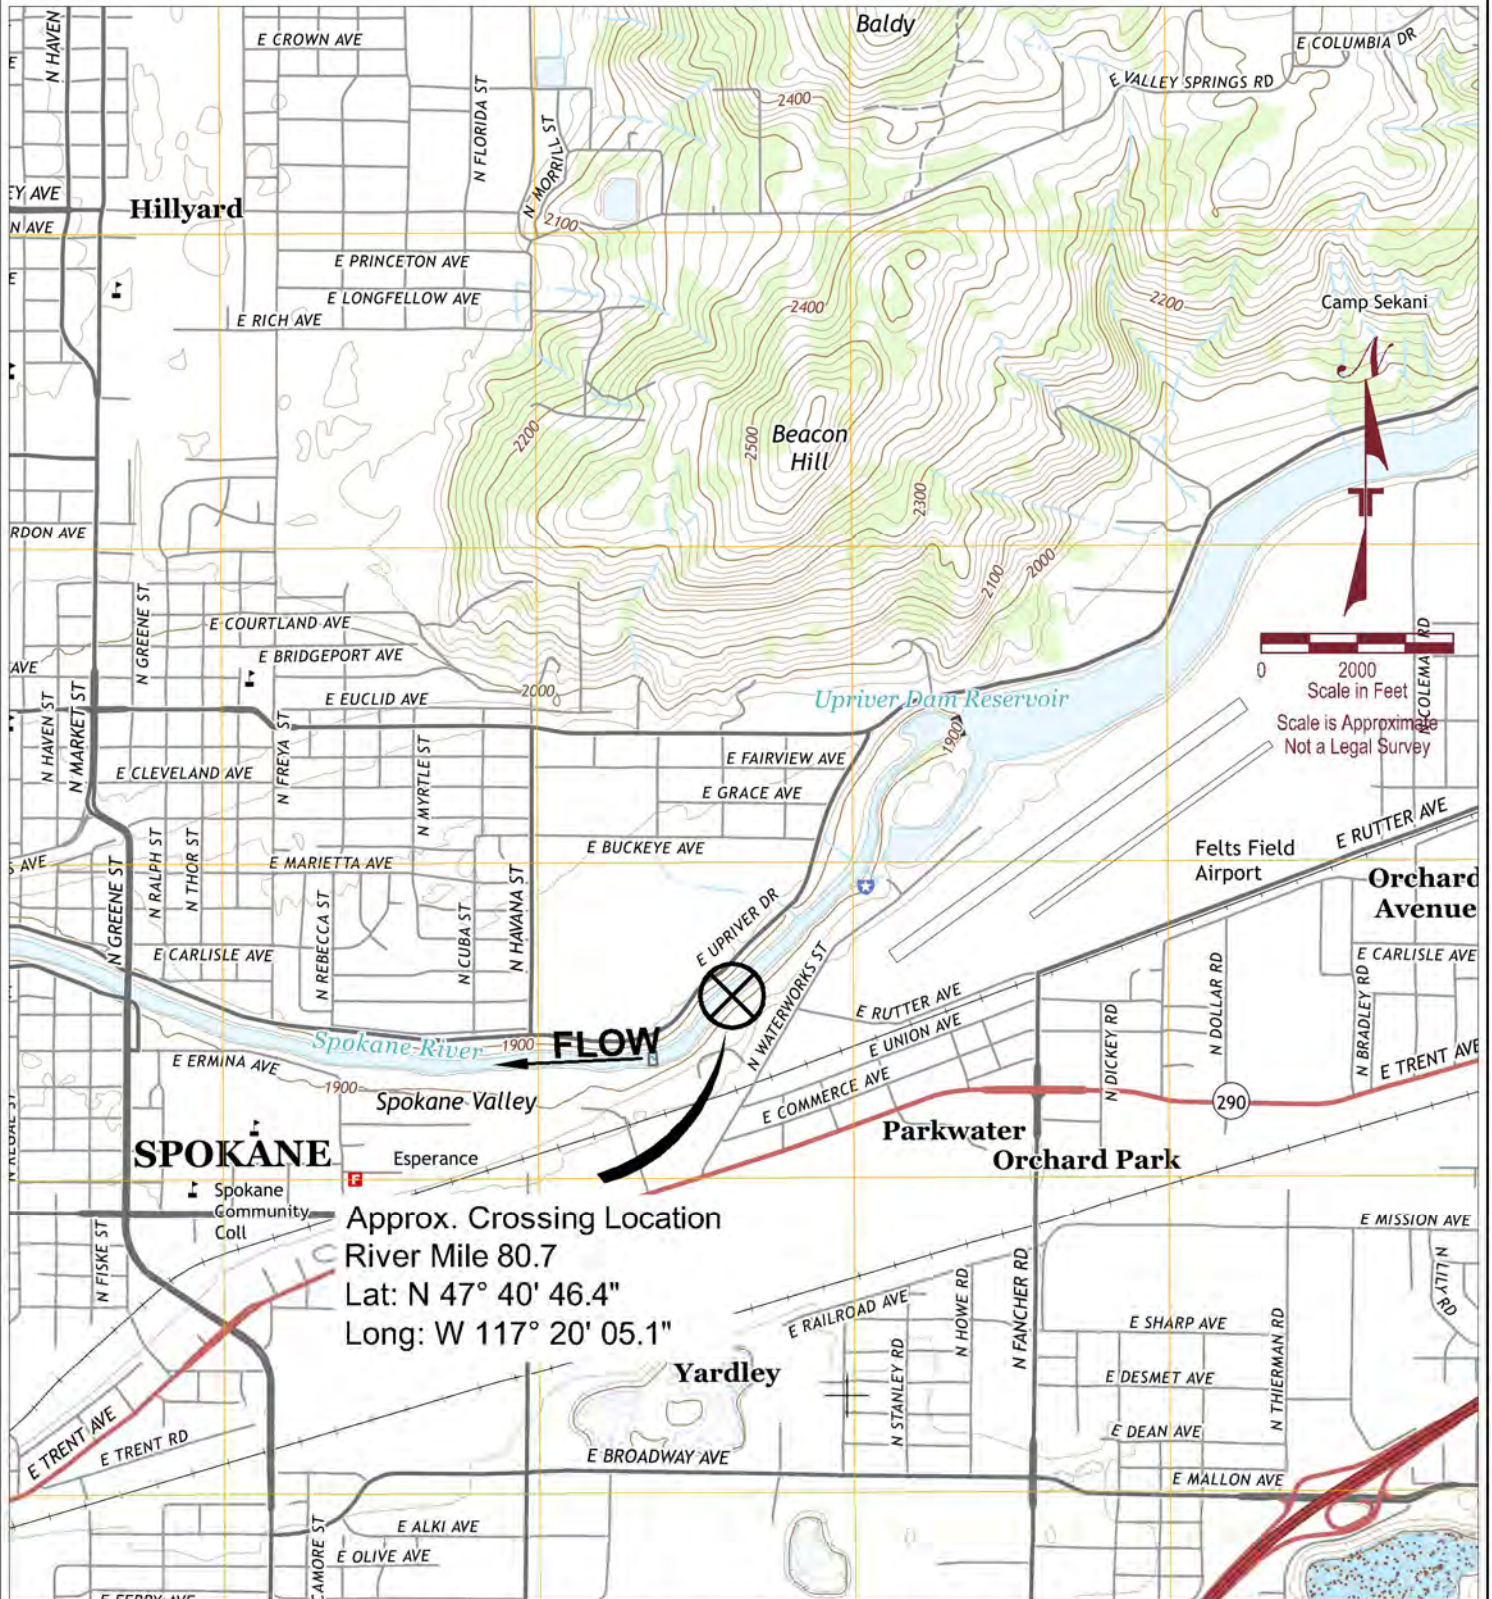 Baldy
E COLUMBIA DR
N HAVEN
E CROWN AVE
N FLORIDA ST
E VALLEY SPRINGS RD
2400
N MORRILL ST
EY AVE
Hillyard
N AVE
2100
E PRINCETON AVE
E LONGFELLOW AVE
E RICH AVE
2400
2200
Camp Sekani
N
2200
2500
Beacon
Hill
2300
RDON AVE
2100
2000
N GREENE ST
E COURTLAND AVE
E BRIDGEPORT AVE
AVE
0
2000
Scale in Feet
Scale is Approximate
Not a Legal Survey
N COLEMA RD
2000
E EUCLID AVE
Upriver Dam Reservoir
1900
N HAVEN ST
N MARKET ST
N FREYA ST
N MYRTLE ST
E CLEVELAND AVE
E FAIRVIEW AVE
E GRACE AVE
E BUCKEYE AVE
E RUTTER AVE
Felts Field
Airport
Orchard
Avenue
S AVE
N GREENE ST
N RALPH ST
N THOR ST
E MARIETTA AVE
N REBECCA ST
N CUBA ST
N HAVANA ST
E UPRIVER DR
N WATERWORKS ST
E CARLISLE AVE
E CARLISLE AVE
N DOLLAR RD
N BRADLEY RD
N DICKEY RD
E RUTTER AVE
E UNION AVE
E COMMERCE AVE
E TRENT AVE
290
Spokane River
1900
FLOW
E ERMINA AVE
1900
Spokane Valley
Parkwater
Orchard Park
SPOKANE
Esperance
F
Spokane
Community
Coll
N FISKE ST
Approx. Crossing Location
River Mile 80.7
Lat: N 47° 40' 46.4"
Long: W 117° 20' 05.1"
E MISSION AVE
N LILY RD
N FANCHER RD
N HOWE RD
E RAILROAD AVE
N STANLEY RD
E SHARP AVE
N THIERMAN RD
E DESMET AVE
Yardley
E DEAN AVE
E TRENT AVE
E TRENT RD
E BROADWAY AVE
E MALLON AVE
E ALKI AVE
E OLIVE AVE
CAMORE ST